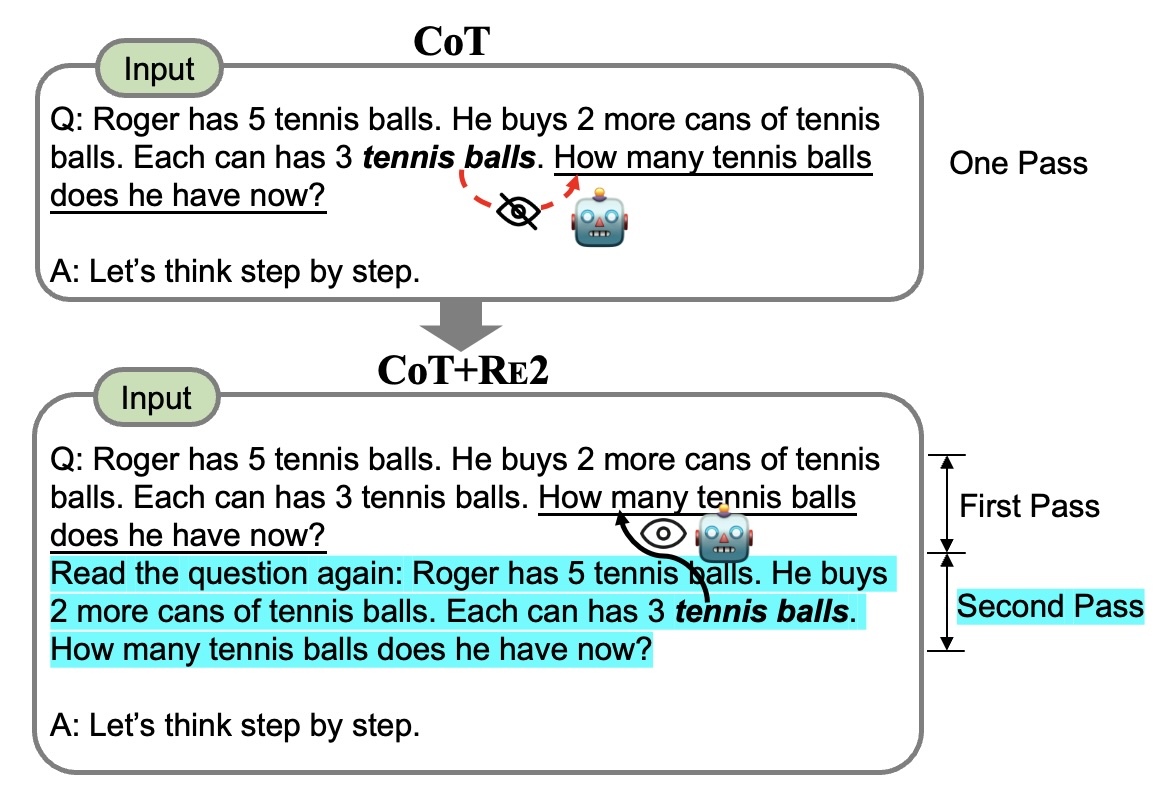 CoT
Input
Q: Roger has 5 tennis balls. He buys 2 more cans of tennis
balls. Each can has 3 tennis balls. How many tennis balls
does he have now?
A: Let’s think step by step.
One Pass
CoT+RE2
Input
Q: Roger has 5 tennis balls. He buys 2 more cans of tennis
balls. Each can has 3 tennis balls. How many tennis balls
does he have now?
Read the question again: Roger has 5 tennis balls. He buys
2 more cans of tennis balls. Each can has 3 tennis balls.
How many tennis balls does he have now?
A: Let’s think step by step.
First Pass
Second Pass